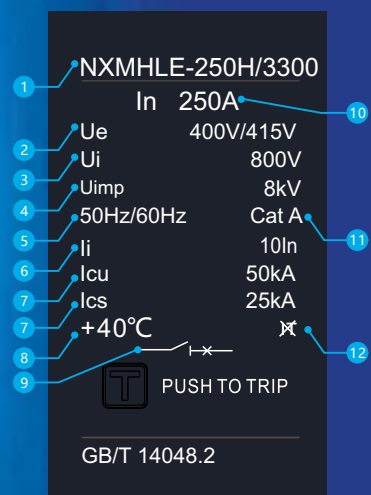 1 NXMHLE-250H/3300
In 250A 10
2 Ue 400V/415V
3 Ui 800V
4 Uimp 8kV
5 50Hz/60Hz Cat A 11
6 Ii 10In
7 Icu 50kA
7 Ics 25kA
8 +40℃ 12
9
T PUSH TO TRIP
GB/T 14048.2